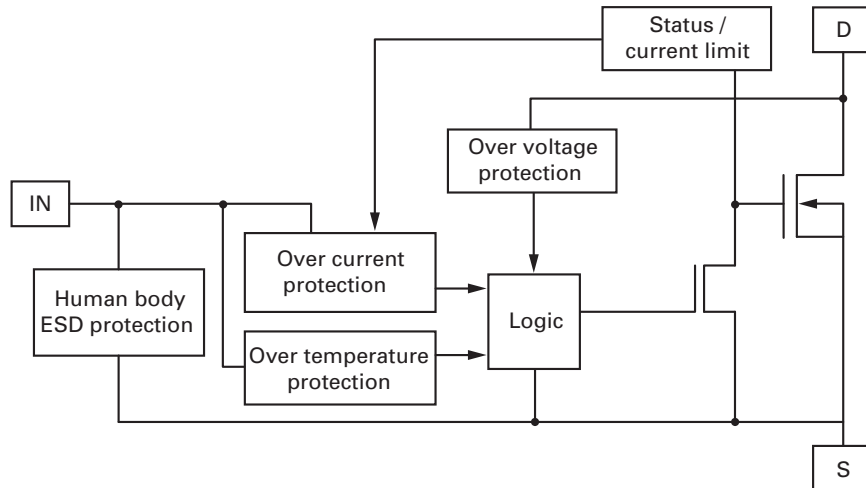 Status /
current limit
D
Over voltage
protection
IN
Over current
protection
Human body
ESD protection
Logic
Over temperature
protection
S